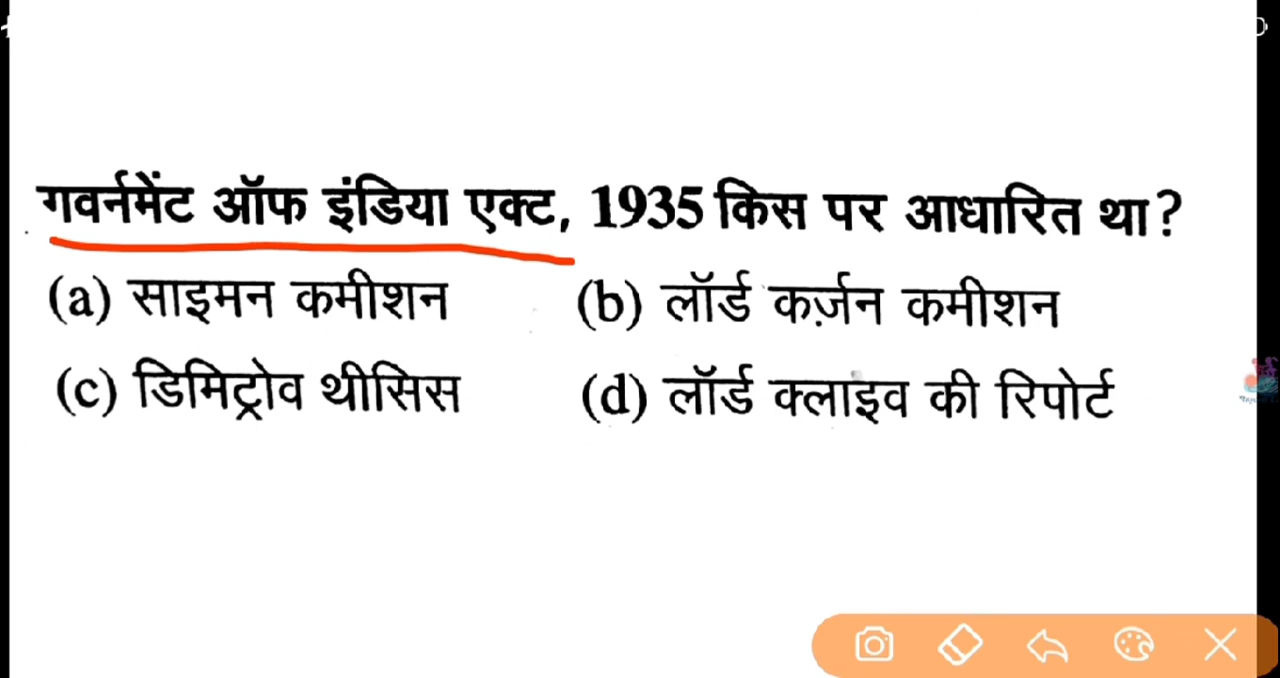 गवर्नमेंट ऑफ इंडिया एक्ट, 1935 किस पर आधारित था?
(a) साइमन कमीशन (b) लॉर्ड कर्ज़न कमीशन
(c) डिमिट्रोव थीसिस (d) लॉर्ड क्लाइव की रिपोर्ट